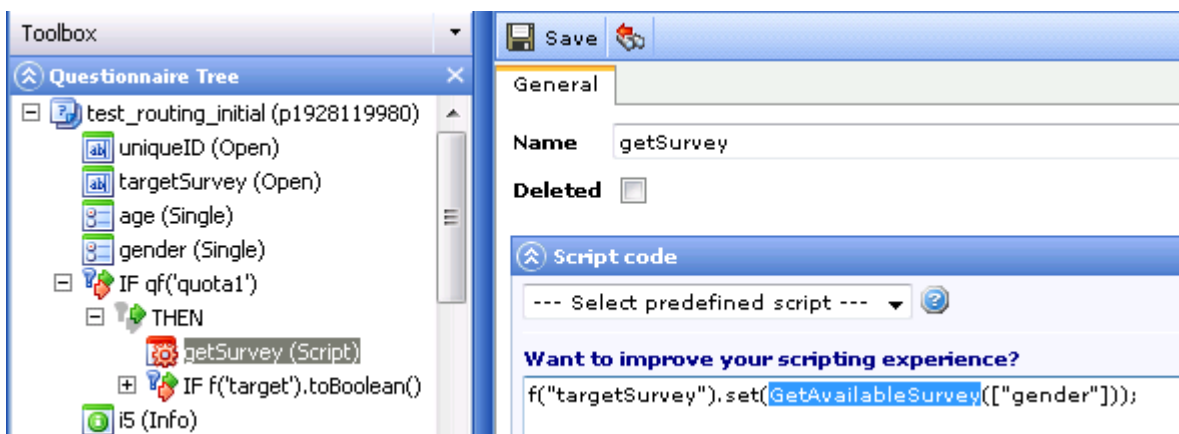 Toolbox
Questionnaire Tree
test_routing_initial (p1928119980)
uniqueID (Open)
targetSurvey (Open)
age (Single)
gender (Single)
IF qf('quota1')
THEN
getSurvey (Script)
IF f('target').toBoolean()
i5 (Info)
Save
General
Name getSurvey
Deleted
Script code
--- Select predefined script ---
Want to improve your scripting experience?
f("targetSurvey").set(GetAvailableSurvey(["gender"]));